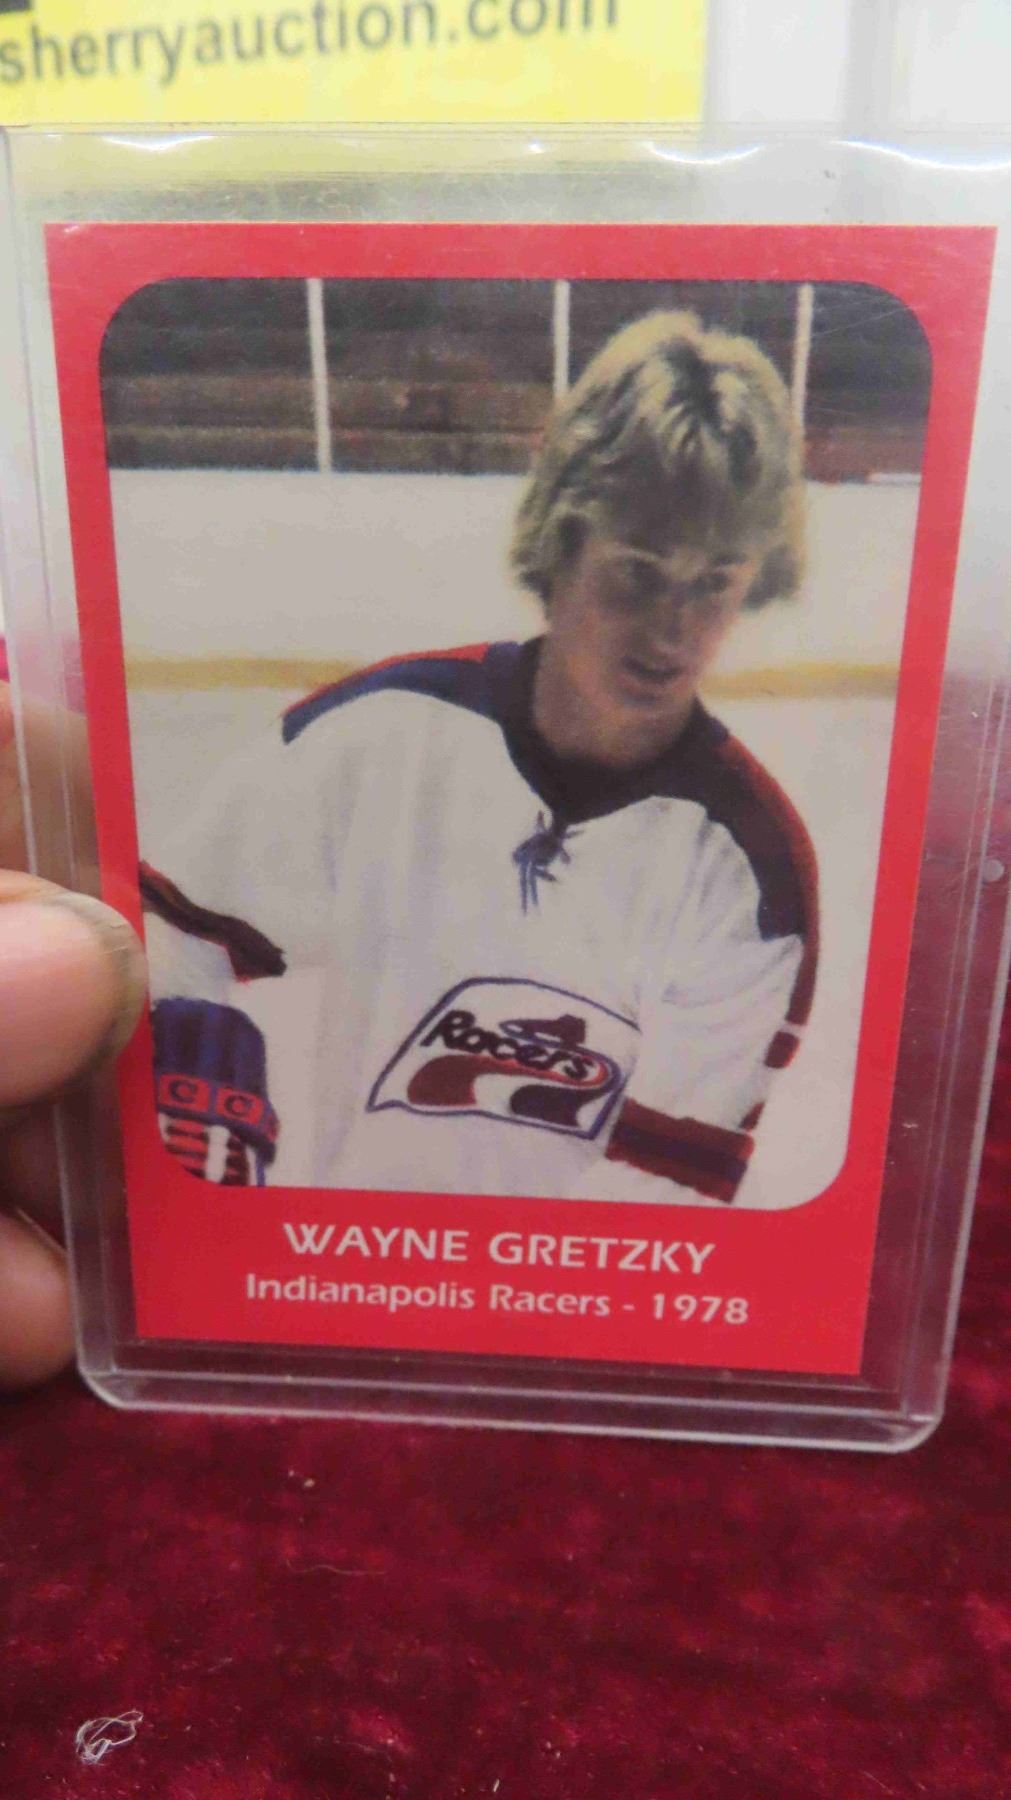 sherryauction.com
Racers
C C
WAYNE GRETZKY
Indianapolis Racers - 1978